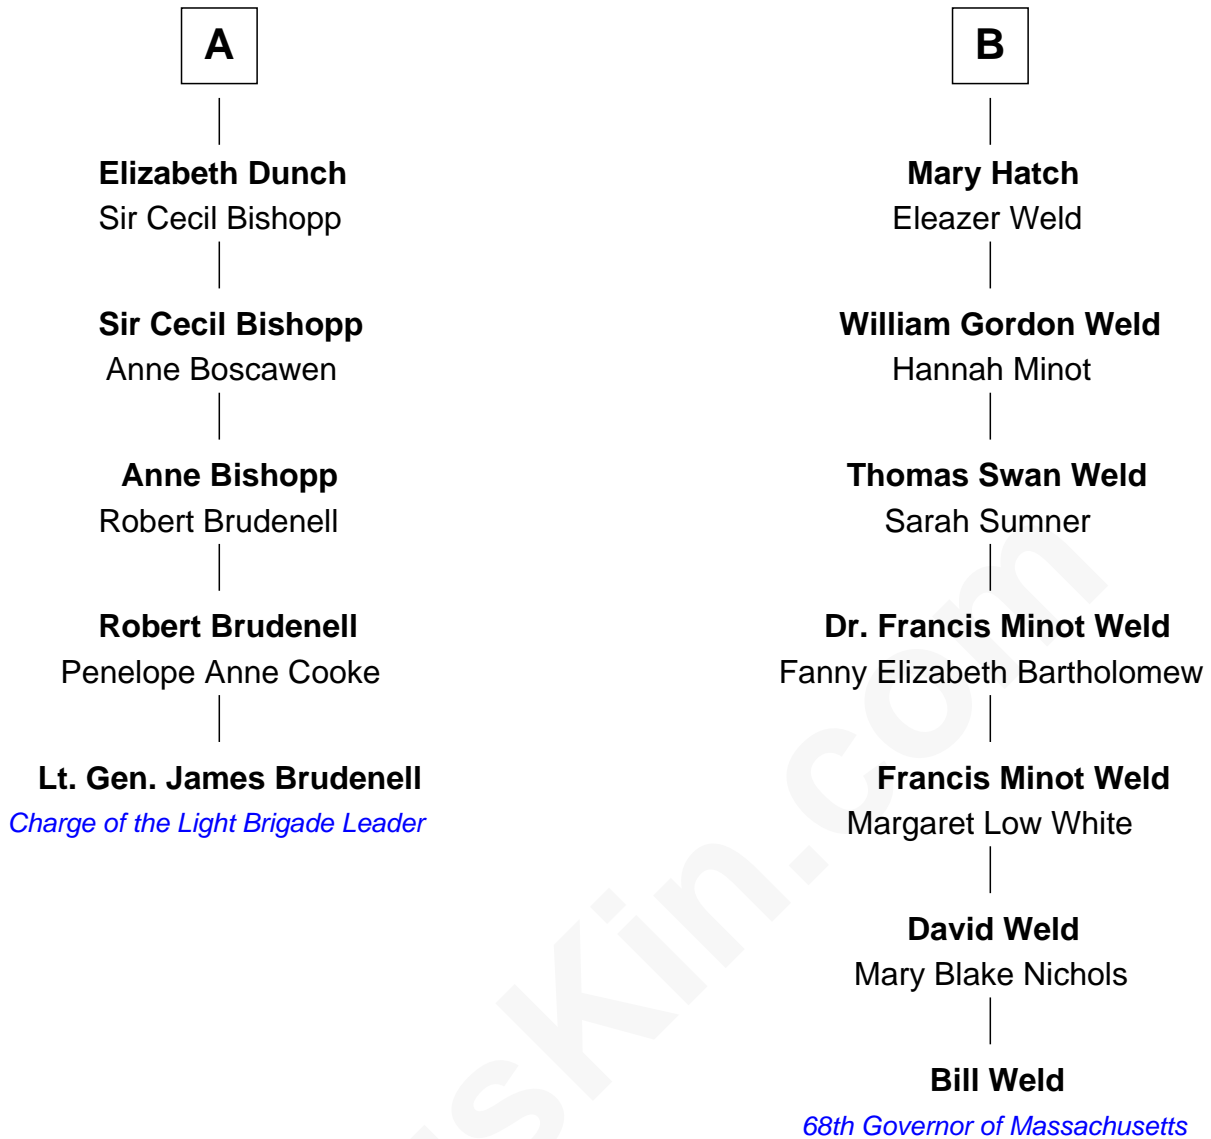 A
Elizabeth Dunch
Sir Cecil Bishopp
Sir Cecil Bishopp
Anne Boscawen
Anne Bishopp
Robert Brudenell
Robert Brudenell
Penelope Anne Cooke
Lt. Gen. James Brudenell
Charge of the Light Brigade Leader
B
Mary Hatch
Eleazer Weld
William Gordon Weld
Hannah Minot
Thomas Swan Weld
Sarah Sumner
Dr. Francis Minot Weld
Fanny Elizabeth Bartholomew
Francis Minot Weld
Margaret Low White
David Weld
Mary Blake Nichols
Bill Weld
68th Governor of Massachusetts